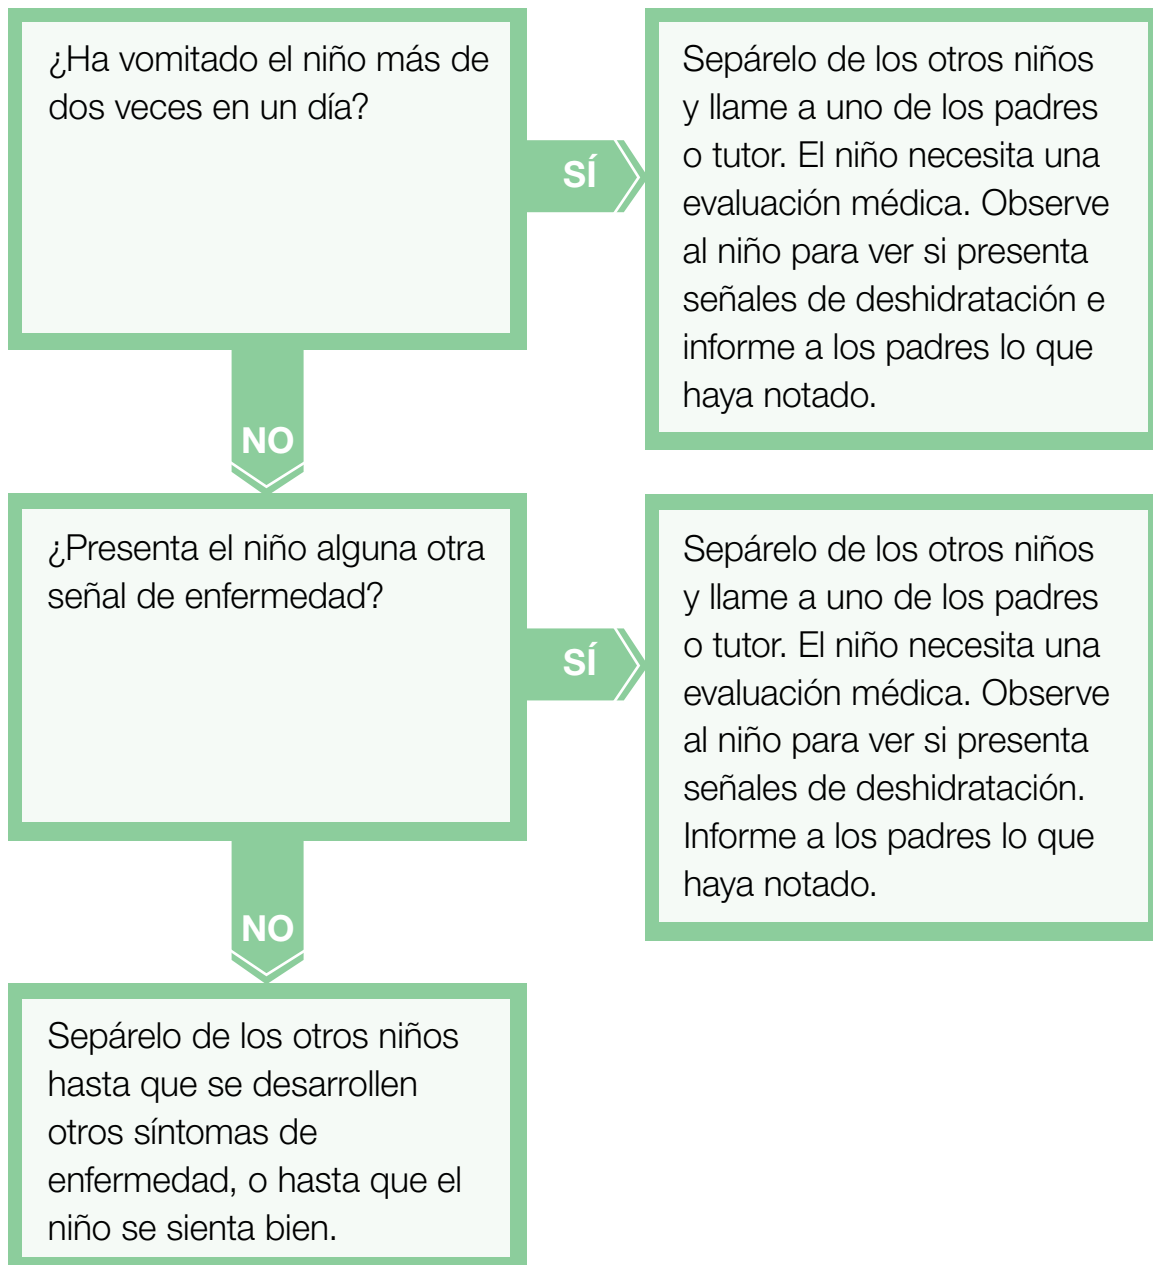 ¿Ha vomitado el niño más de
dos veces en un día?
SÍ
Sepárelo de los otros niños
y llame a uno de los padres
o tutor. El niño necesita una
evaluación médica. Observe
al niño para ver si presenta
señales de deshidratación e
informe a los padres lo que
haya notado.
NO
¿Presenta el niño alguna otra
señal de enfermedad?
SÍ
Sepárelo de los otros niños
y llame a uno de los padres
o tutor. El niño necesita una
evaluación médica. Observe
al niño para ver si presenta
señales de deshidratación.
Informe a los padres lo que
haya notado.
NO
Sepárelo de los otros niños
hasta que se desarrollen
otros síntomas de
enfermedad, o hasta que el
niño se sienta bien.